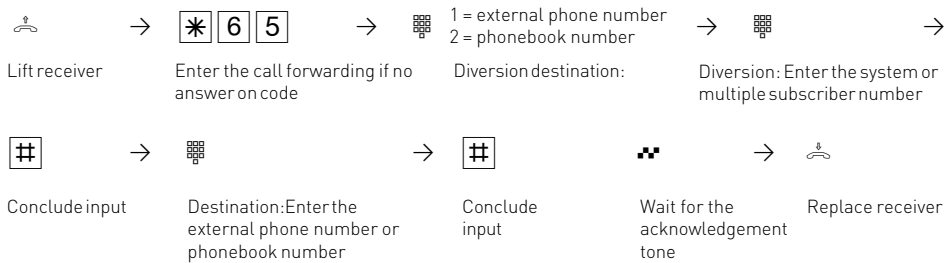 * 6 5
1 = external phone number
2 = phonebook number
Lift receiver
Enter the call forwarding if no
answer on code
Diversion destination:
Diversion: Enter the system or
multiple subscriber number
# #
Conclude input
Destination:Enter the
external phone number or
phonebook number
Conclude
input
Wait for the
acknowledgement
tone
Replace receiver